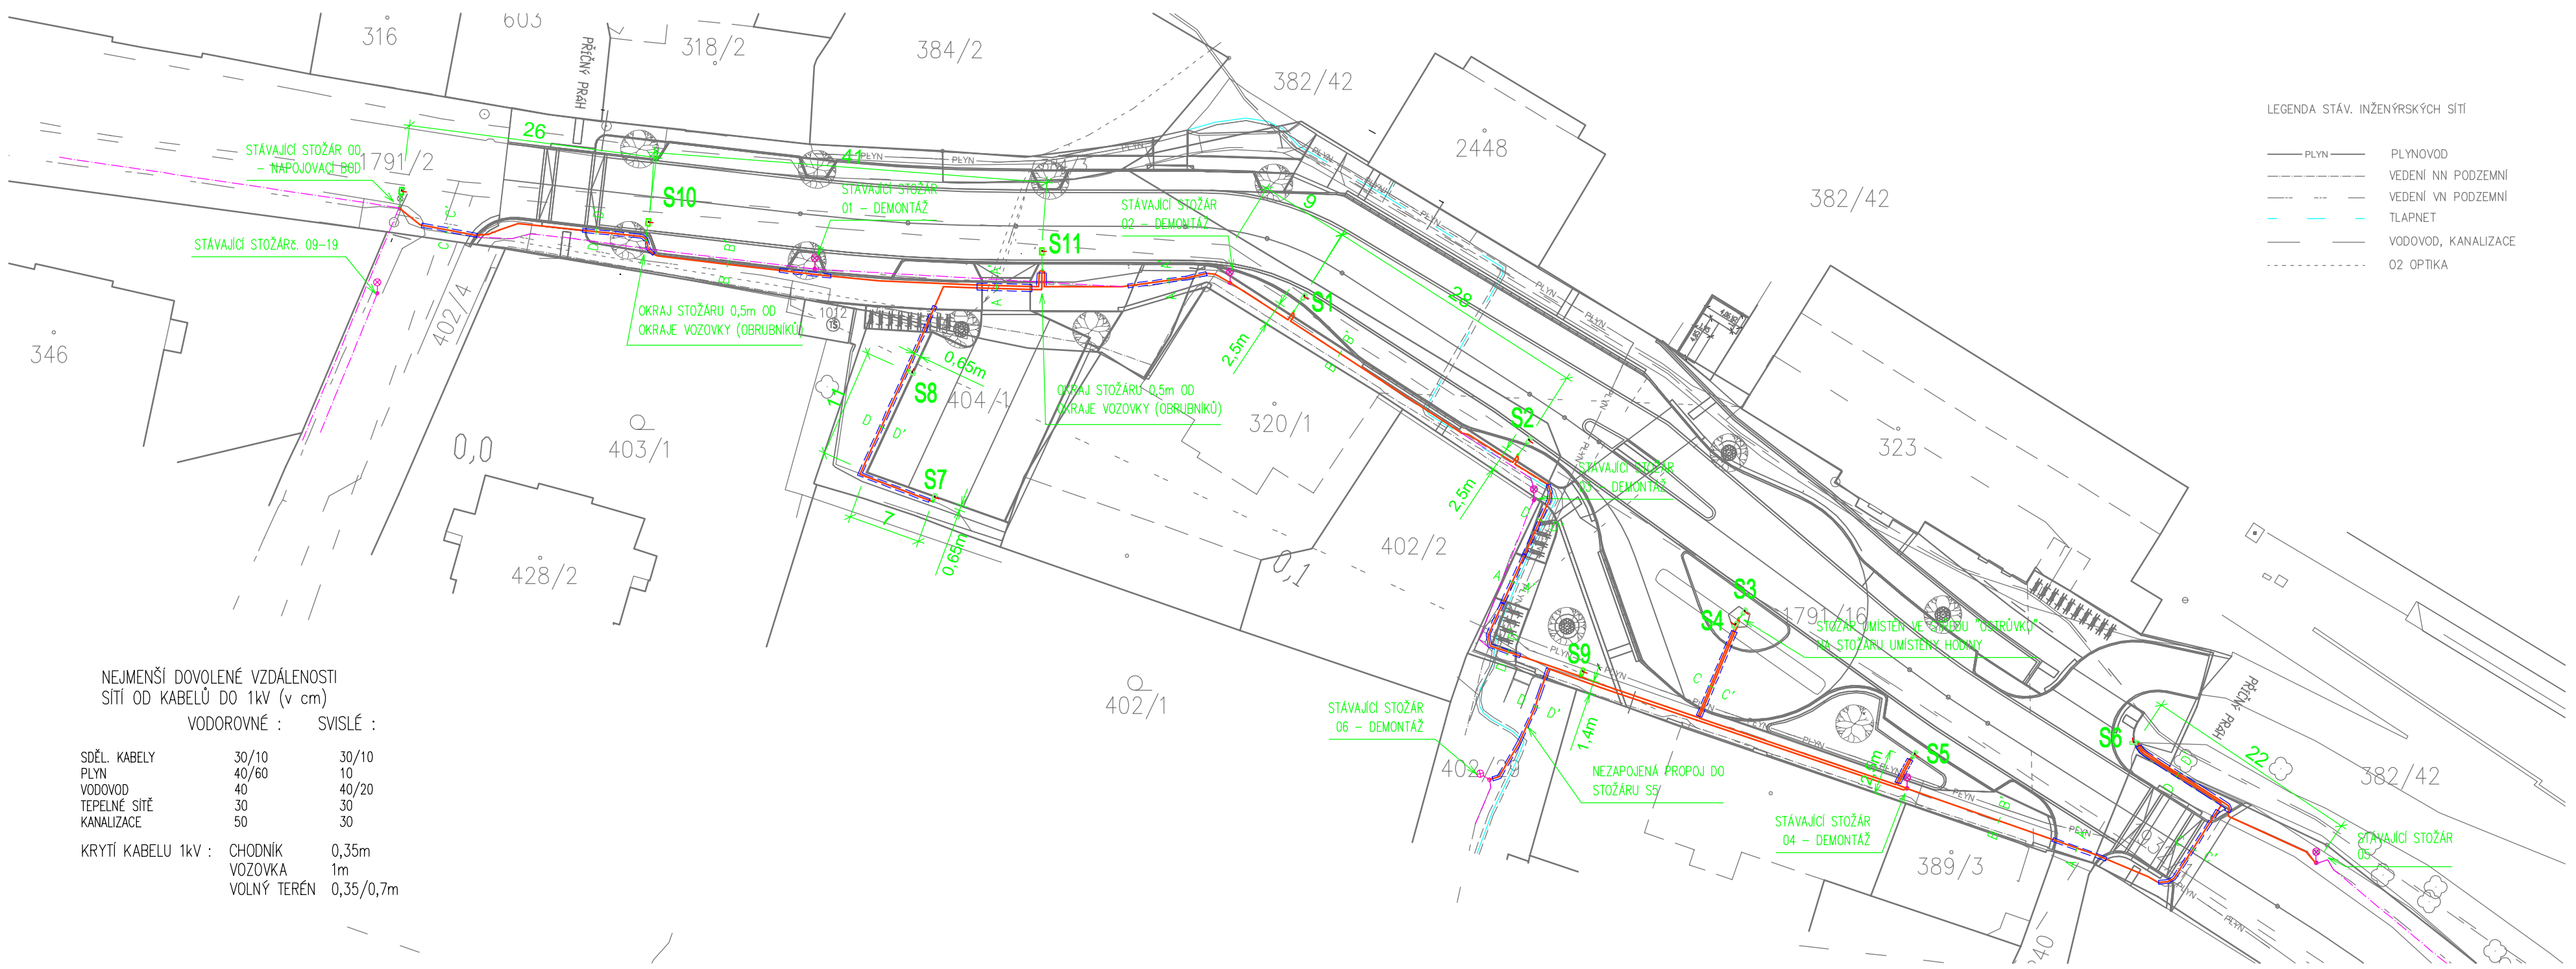 316
603
PŘÍČNÝ PRÁH
318/2
384/2
382/42
2448
382/42
LEGENDA STÁV. INŽENÝRSKÝCH SÍTÍ
PLYN PLYNOVOD
VEDENÍ NN PODZEMNÍ
VEDENÍ VN PODZEMNÍ
TLAPNET
VODOVOD, KANALIZACE
O2 OPTIKA
STÁVAJÍCÍ STOŽÁR 00
- NAPOJOVACÍ BOD
1791/2
26
41
S10
STÁVAJÍCÍ STOŽÁR
01 - DEMONTÁŽ
STÁVAJÍCÍ STOŽÁR
02 - DEMONTÁŽ
9
28
S11
S1
STÁVAJÍCÍ STOŽÁRč. 09-19
OKRAJ STOŽÁRU 0,5m OD
OKRAJE VOZOVKY (OBRUBNÍKŮ)
1012
TS
402/4
346
0,65m
2,5m
11
S8
404/1
OKRAJ STOŽÁRU 0,5m OD
OKRAJE VOZOVKY (OBRUBNÍKŮ)
320/1
S2
323
0,0
403/1
STÁVAJÍCÍ STOŽÁR
03 - DEMONTÁŽ
2,5m
S7
7
0,65m
428/2
0,1
402/2
S3
S4
1791/16
STOŽÁR UMÍSTĚN VE STŘEDU "OSTRŮVKU"
NA STOŽÁRU UMÍSTĚNY HODINY
S9
402/1
STÁVAJÍCÍ STOŽÁR
06 - DEMONTÁŽ
1,4m
402/29
NEZAPOJENÁ PROPOJ DO
STOŽÁRU S5
S5
S6
PŘÍČNÝ PRÁH
22
382/42
STÁVAJÍCÍ STOŽÁR
04 - DEMONTÁŽ
STÁVAJÍCÍ STOŽÁR
05
389/3
NEJMENŠÍ DOVOLENÉ VZDÁLENOSTI
SÍTÍ OD KABELŮ DO 1kV (v cm)
VODOROVNÉ : SVISLÉ :
SDĚL. KABELY 30/10 30/10
PLYN 40/60 10
VODOVOD 40 40/20
TEPELNÉ SÍTĚ 30 30
KANALIZACE 50 30
KRYTÍ KABELU 1kV : CHODNÍK 0,35m
VOZOVKA 1m
VOLNÝ TERÉN 0,35/0,7m